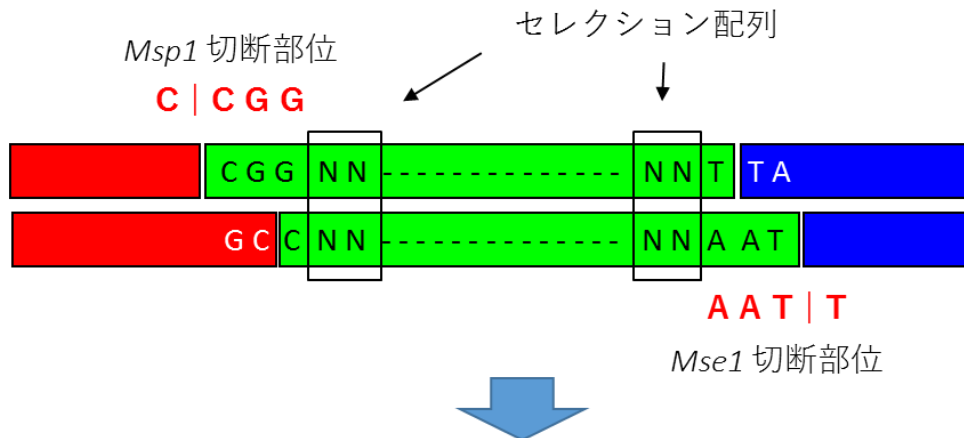 セレクション配列
Msp1 切断部位
C | C G G
C G G N N - - - - - - - - - - - - - - N N T T A
G C C N N - - - - - - - - - - - - - - N N A A T
A A T | T
Mse1 切断部位